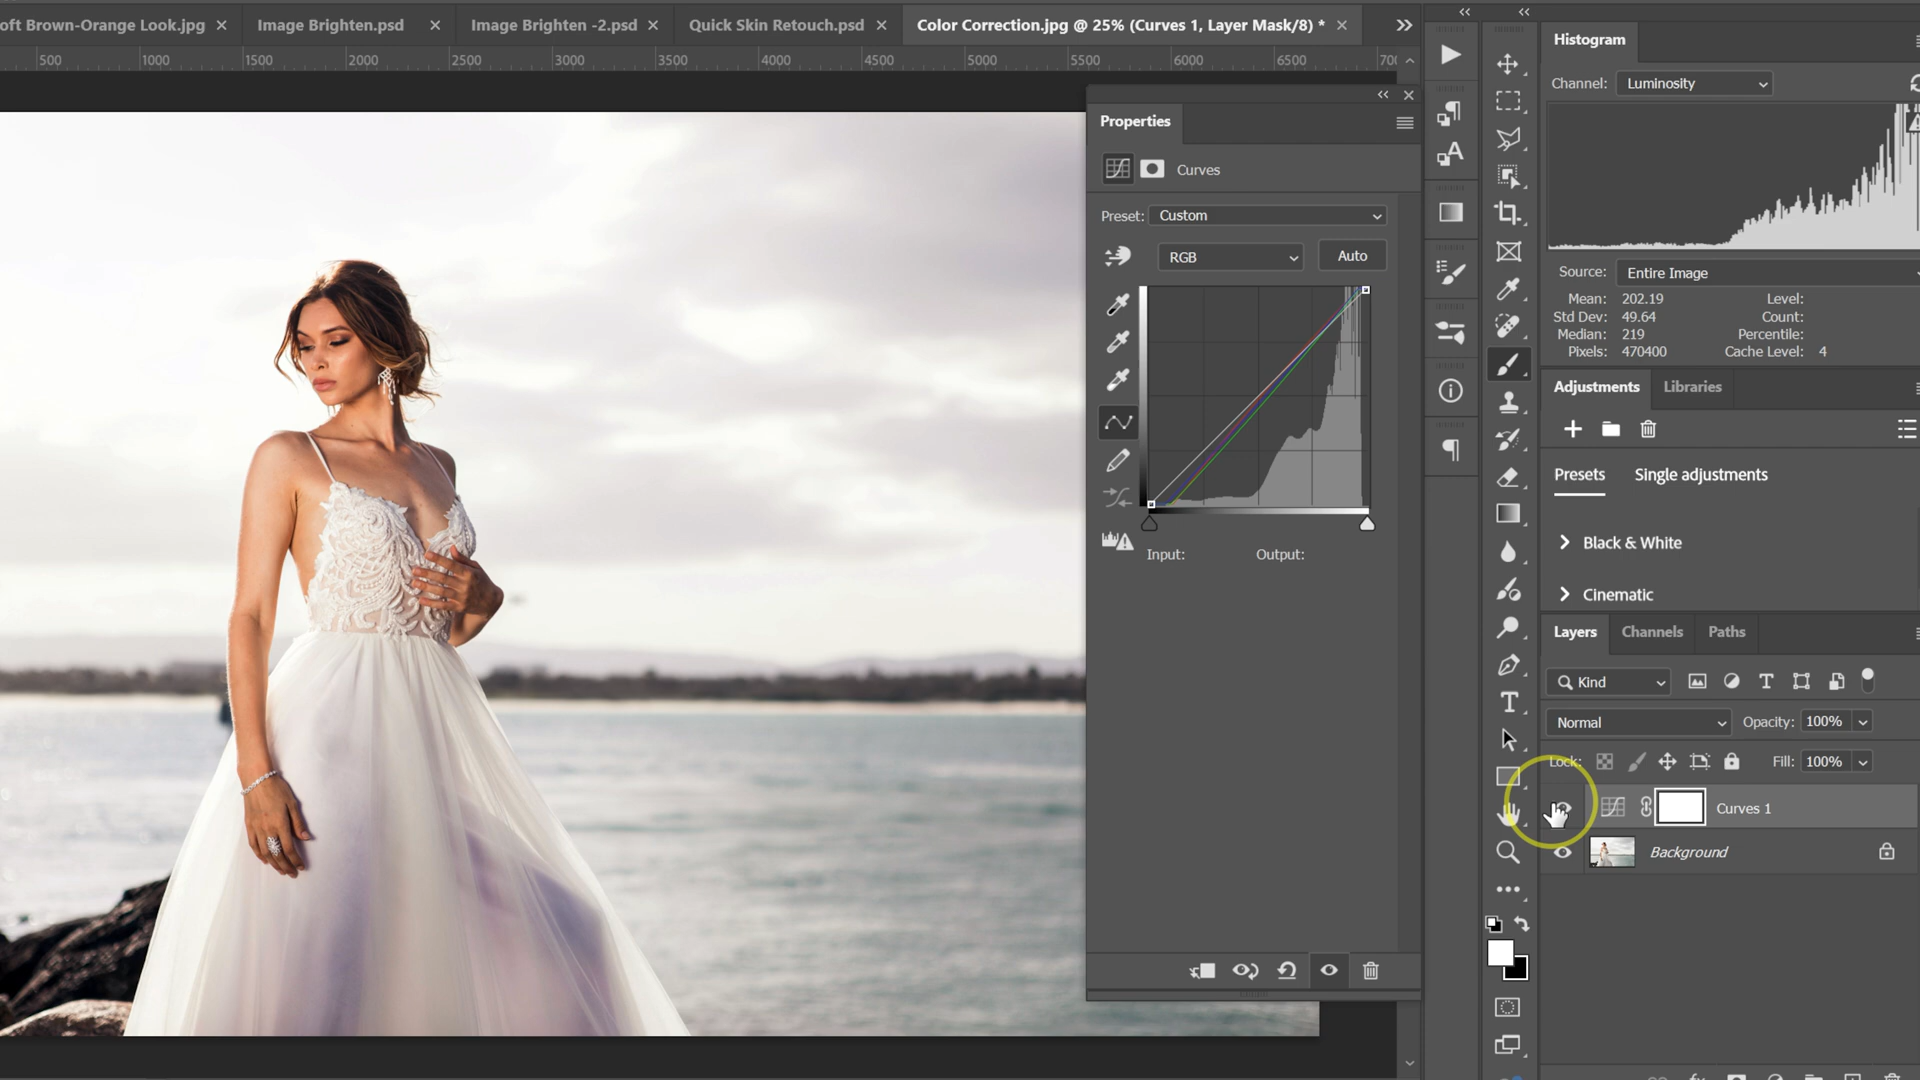 oft Brown-Orange Look.jpg
Image Brighten.psd
Image Brighten -2.psd
Quick Skin Retouch.psd
Color Correction.jpg @ 25% (Curves 1, Layer Mask/8) *
500 1000 1500 2000 2500 3000 3500 4000 4500 5000 5500 6000 6500 700
Properties
Curves
Preset: Custom
RGB
Auto
Input: Output:
Histogram
Channel: Luminosity
Source: Entire Image
Mean: 202.19 Level:
Std Dev: 49.64 Count:
Median: 219 Percentile:
Pixels: 470400 Cache Level: 4
Adjustments Libraries
Presets Single adjustments
Black & White
Cinematic
Layers Channels Paths
Kind
Normal Opacity: 100%
Lock: Fill: 100%
Curves 1
Background